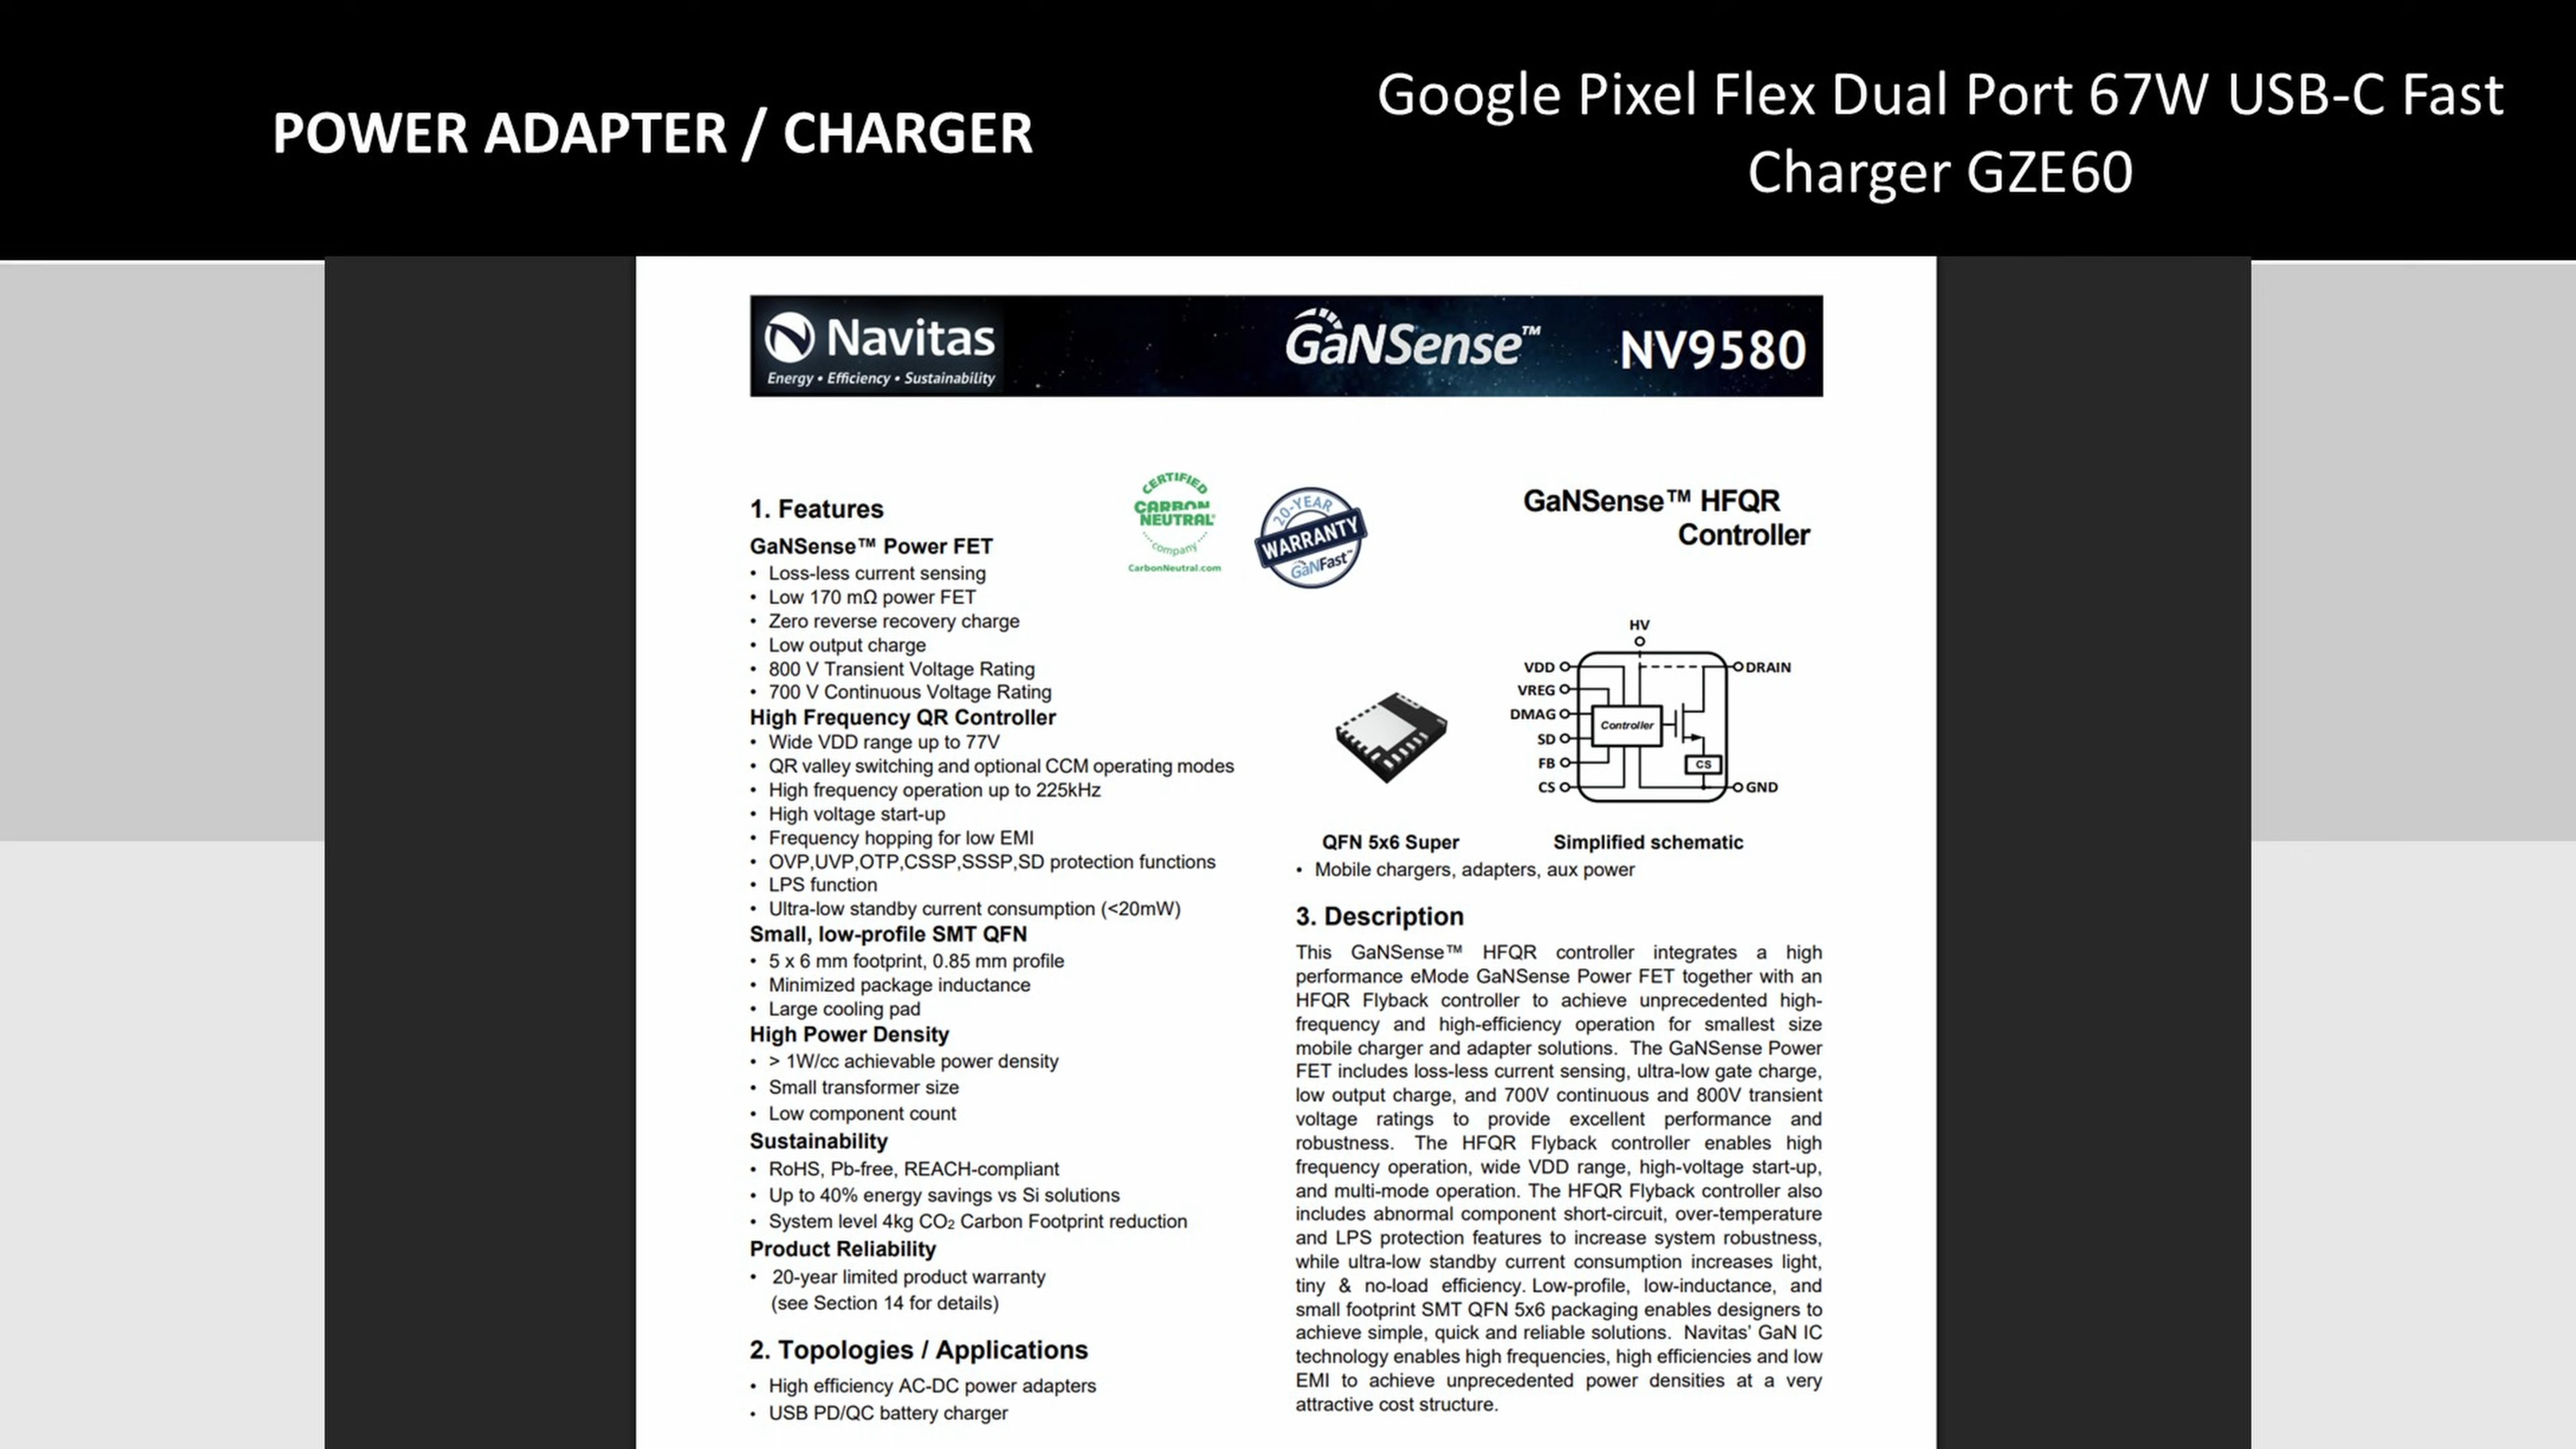 POWER ADAPTER / CHARGER
Google Pixel Flex Dual Port 67W USB-C Fast
Charger GZE60
Navitas
Energy • Efficiency • Sustainability
GaNSense™
NV9580
1. Features
GaNSense™ Power FET
• Loss-less current sensing
• Low 170 mΩ power FET
• Zero reverse recovery charge
• Low output charge
• 800 V Transient Voltage Rating
• 700 V Continuous Voltage Rating
High Frequency QR Controller
• Wide VDD range up to 77V
• QR valley switching and optional CCM operating modes
• High frequency operation up to 225kHz
• High voltage start-up
• Frequency hopping for low EMI
• OVP,UVP,OTP,CSSP,SSSP,SD protection functions
• LPS function
• Ultra-low standby current consumption (<20mW)
Small, low-profile SMT QFN
• 5 x 6 mm footprint, 0.85 mm profile
• Minimized package inductance
• Large cooling pad
High Power Density
• > 1W/cc achievable power density
• Small transformer size
• Low component count
Sustainability
• RoHS, Pb-free, REACH-compliant
• Up to 40% energy savings vs Si solutions
• System level 4kg CO₂ Carbon Footprint reduction
Product Reliability
• 20-year limited product warranty
(see Section 14 for details)
2. Topologies / Applications
• High efficiency AC-DC power adapters
• USB PD/QC battery charger
CERTIFIED
CARBON
NEUTRAL®
company
CarbonNeutral.com
20-YEAR
WARRANTY
GaNFast™
GaNSense™ HFQR
Controller
HV
VDD
DRAIN
VREG
DMAG
Controller
SD
FB
CS
CS
GND
QFN 5x6 Super
Simplified schematic
• Mobile chargers, adapters, aux power
3. Description
This GaNSense™ HFQR controller integrates a high
performance eMode GaNSense Power FET together with an
HFQR Flyback controller to achieve unprecedented high-
frequency and high-efficiency operation for smallest size
mobile charger and adapter solutions. The GaNSense Power
FET includes loss-less current sensing, ultra-low gate charge,
low output charge, and 700V continuous and 800V transient
voltage ratings to provide excellent performance and
robustness. The HFQR Flyback controller enables high
frequency operation, wide VDD range, high-voltage start-up,
and multi-mode operation. The HFQR Flyback controller also
includes abnormal component short-circuit, over-temperature
and LPS protection features to increase system robustness,
while ultra-low standby current consumption increases light,
tiny & no-load efficiency. Low-profile, low-inductance, and
small footprint SMT QFN 5x6 packaging enables designers to
achieve simple, quick and reliable solutions. Navitas' GaN IC
technology enables high frequencies, high efficiencies and low
EMI to achieve unprecedented power densities at a very
attractive cost structure.